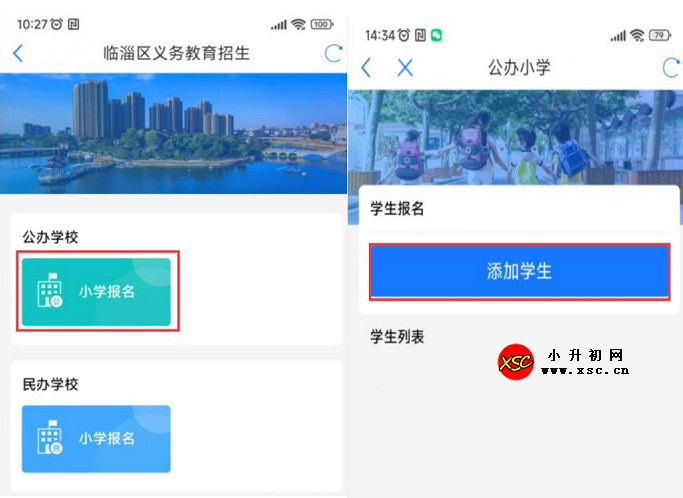 10:27
100
临淄区义务教育招生
公办学校
公
小学报名
民办学校
民
小学报名
14:34
79
公办小学
学生报名
添加学生
学生列表
XSC
小升初网
www.xsc.cn